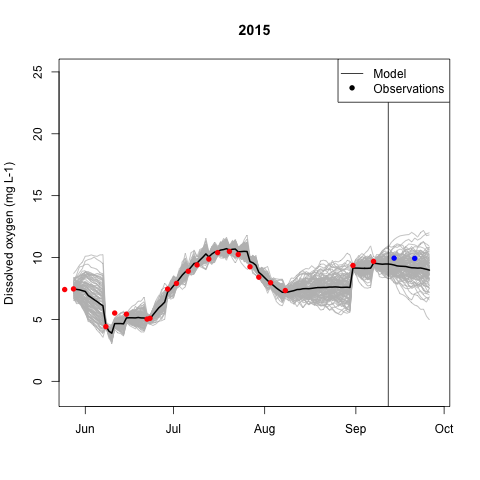 2015
Model
Observations
Dissolved oxygen (mg L-1)
25
20
15
10
5
0
Jun
Jul
Aug
Sep
Oct